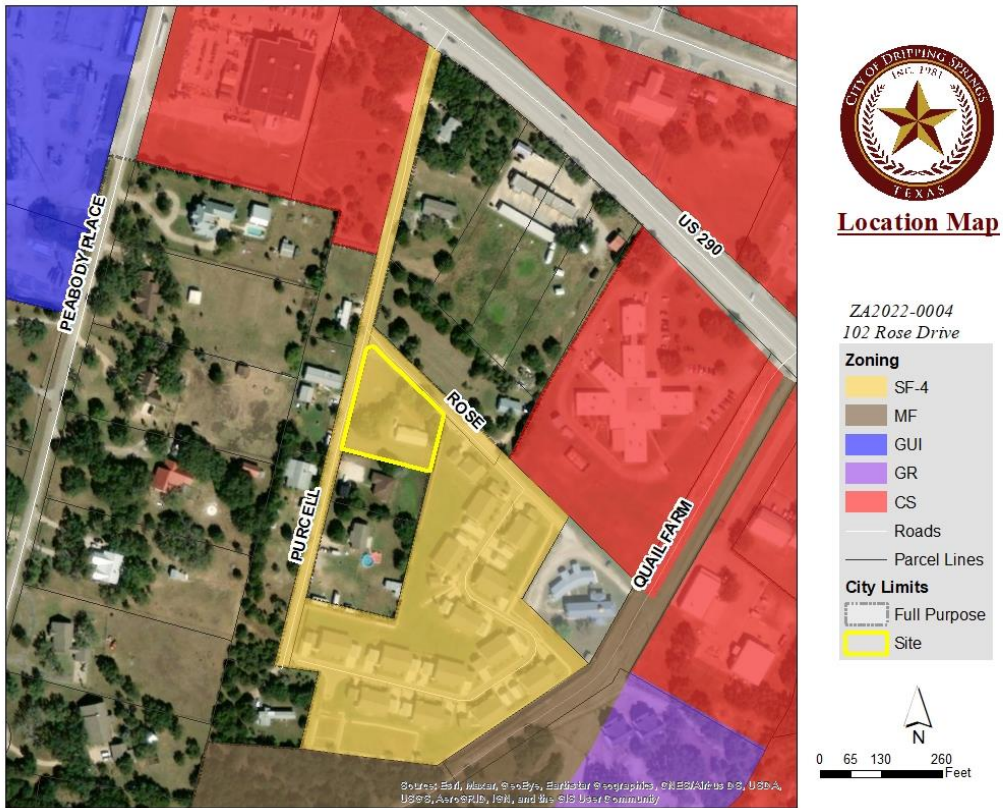 CITY OF DRIPPING SPRINGS
INC. 1981
TEXAS
Location Map
ZA2022-0004
102 Rose Drive
Zoning
SF-4
MF
GUI
GR
CS
Roads
Parcel Lines
City Limits
Full Purpose
Site
N
0 65 130 260
Feet
PEABODY PLACE
US 290
ROSE
PURCELL
QUAIL FARM
Source: Esri, Maxar, GeoEye, Earthstar Geographics, CNES/Airbus DS, USDA,
USGS, AeroGRID, IGN, and the GIS User Community